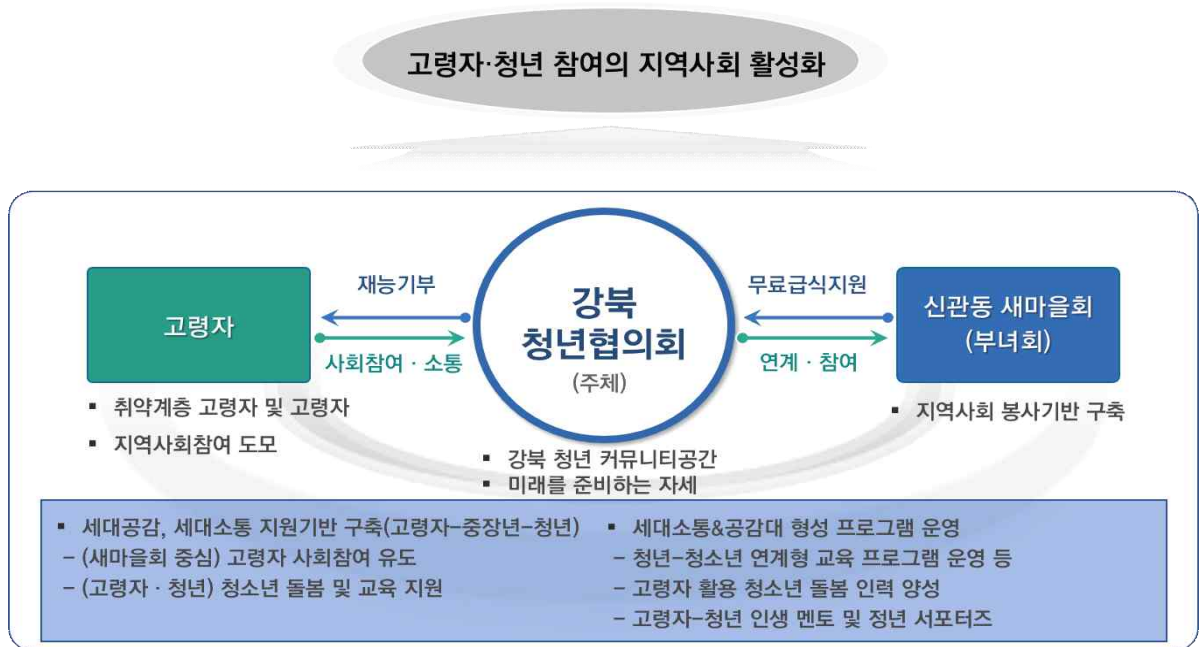 고령자·청년 참여의 지역사회 활성화
고령자
재능기부
사회참여 · 소통
강북
청년협의회
(주체)
무료급식지원
연계 · 참여
신관동 새마을회
(부녀회)
▪ 취약계층 고령자 및 고령자
▪ 지역사회참여 도모
▪ 강북 청년 커뮤니티공간
▪ 미래를 준비하는 자세
▪ 지역사회 봉사기반 구축
▪ 세대공감, 세대소통 지원기반 구축(고령자-중장년-청년)
– (새마을회 중심) 고령자 사회참여 유도
– (고령자 · 청년) 청소년 돌봄 및 교육 지원
▪ 세대소통&공감대 형성 프로그램 운영
– 청년-청소년 연계형 교육 프로그램 운영 등
– 고령자 활용 청소년 돌봄 인력 양성
– 고령자-청년 인생 멘토 및 정년 서포터즈